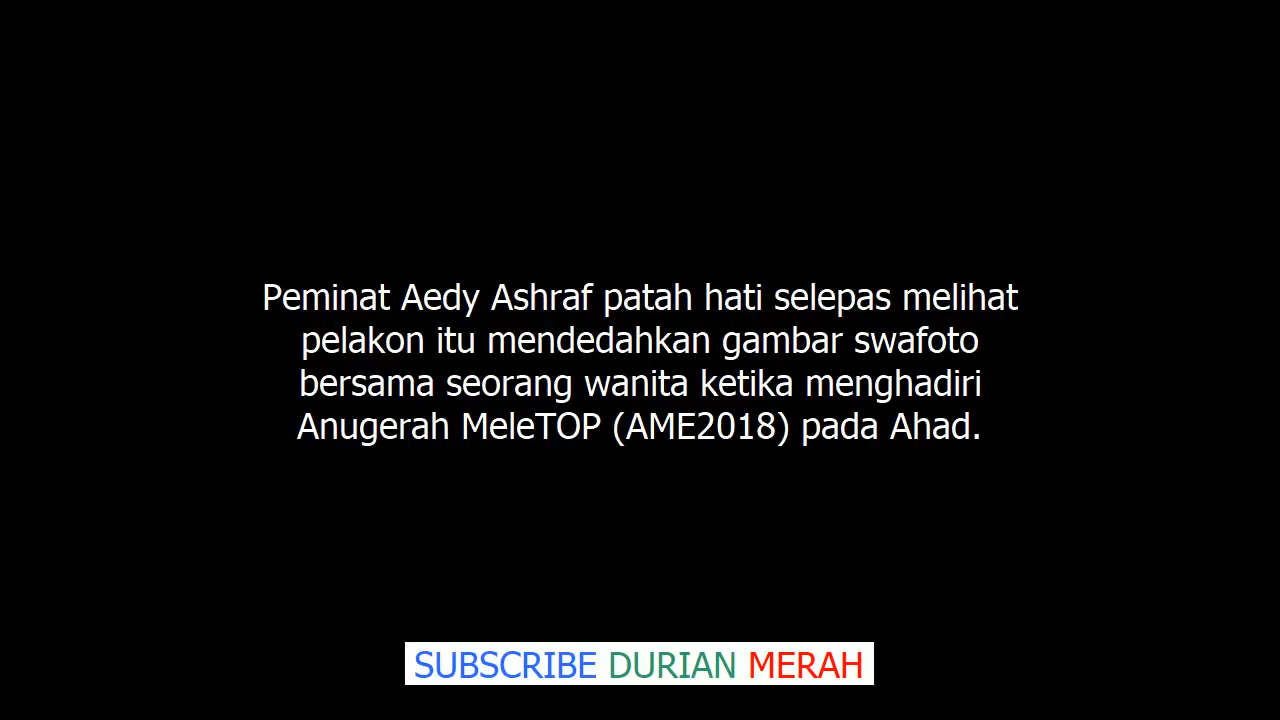 Peminat Aedy Ashraf patah hati selepas melihat
pelakon itu mendedahkan gambar swafoto
bersama seorang wanita ketika menghadiri
Anugerah MeleTOP (AME2018) pada Ahad.
SUBSCRIBE DURIAN MERAH